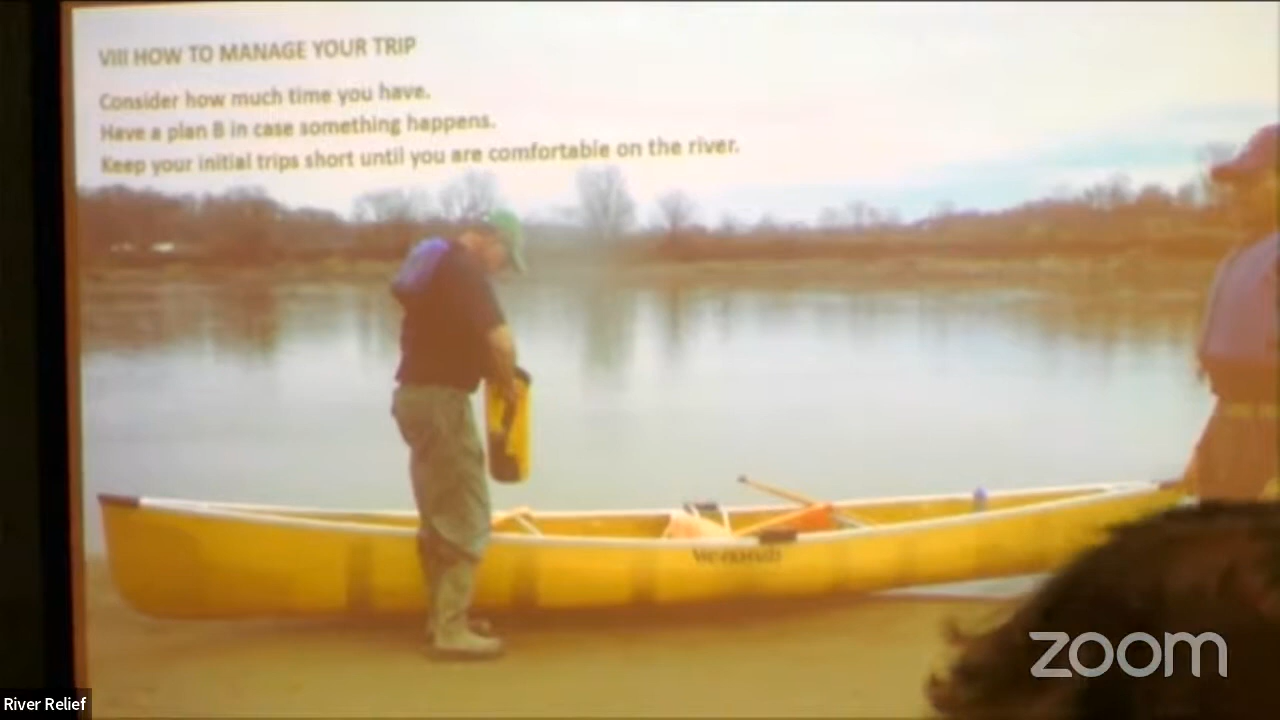 VIII HOW TO MANAGE YOUR TRIP
Consider how much time you have.
Have a plan B in case something happens.
Keep your initial trips short until you are comfortable on the river.
zoom
River Relief